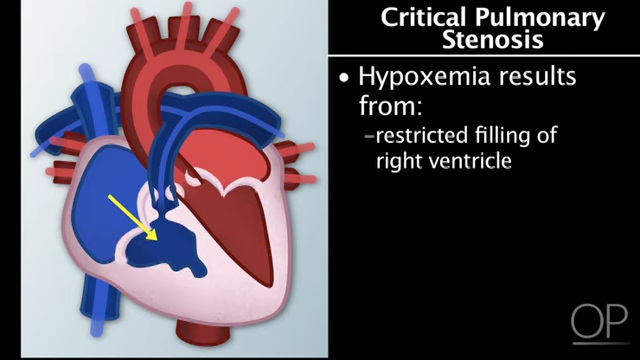 Critical Pulmonary
Stenosis
• Hypoxemia results
from:
–restricted filling of
right ventricle
OP